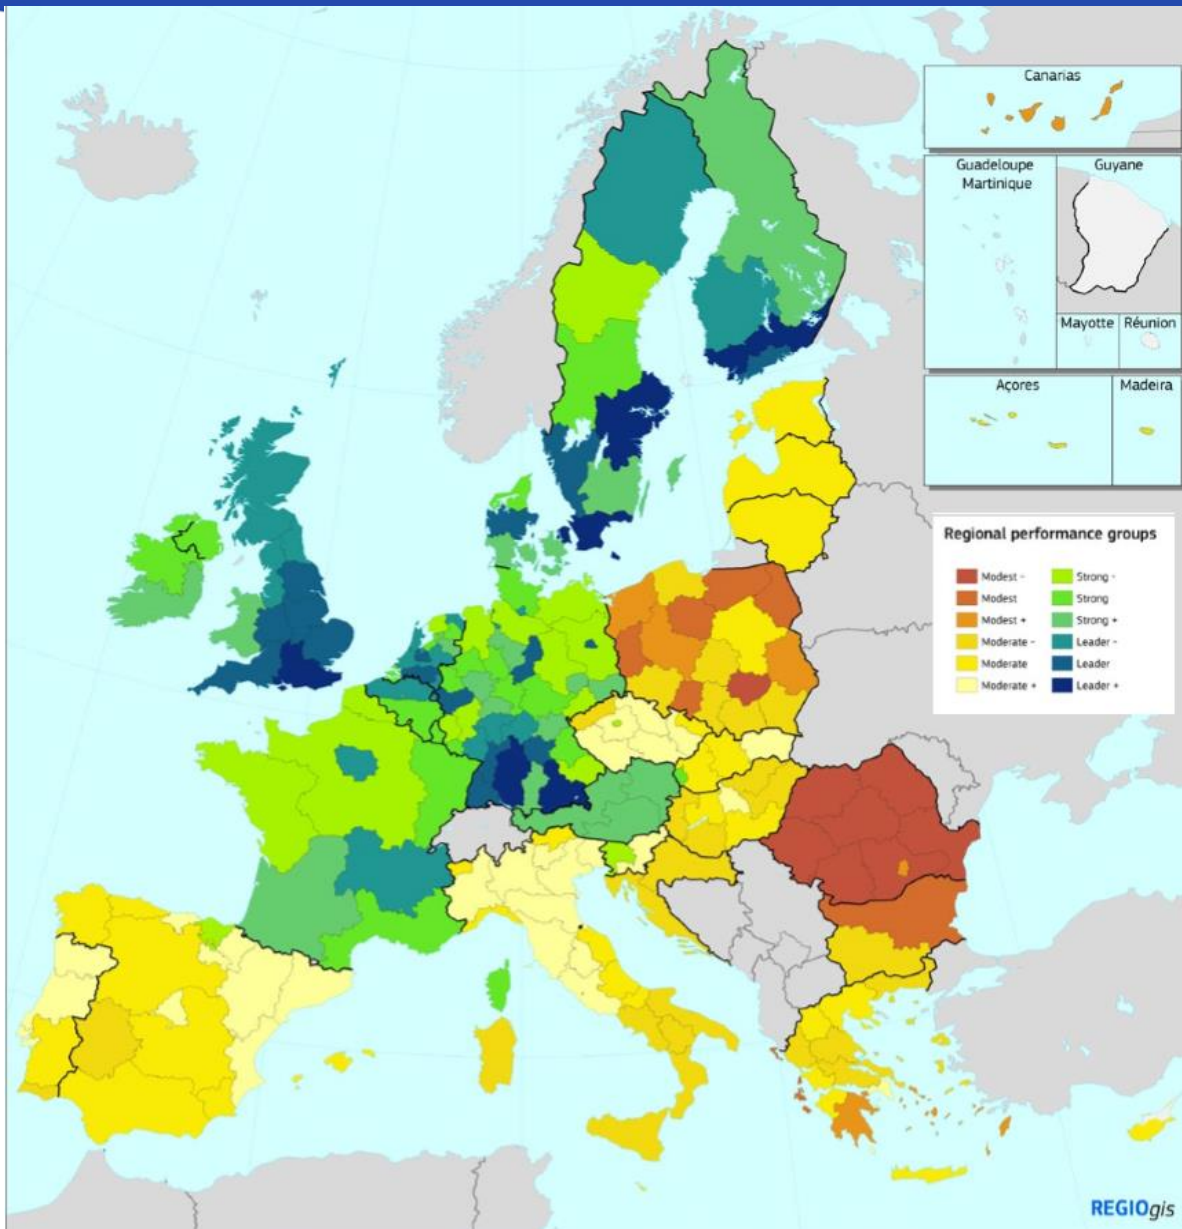 Canarias
Guadeloupe
Martinique
Guyane
Mayotte
Réunion
Açores
Madeira
Regional performance groups
Modest -
Modest
Modest +
Moderate -
Moderate
Moderate +
Strong -
Strong
Strong +
Leader -
Leader
Leader +
REGIOgis